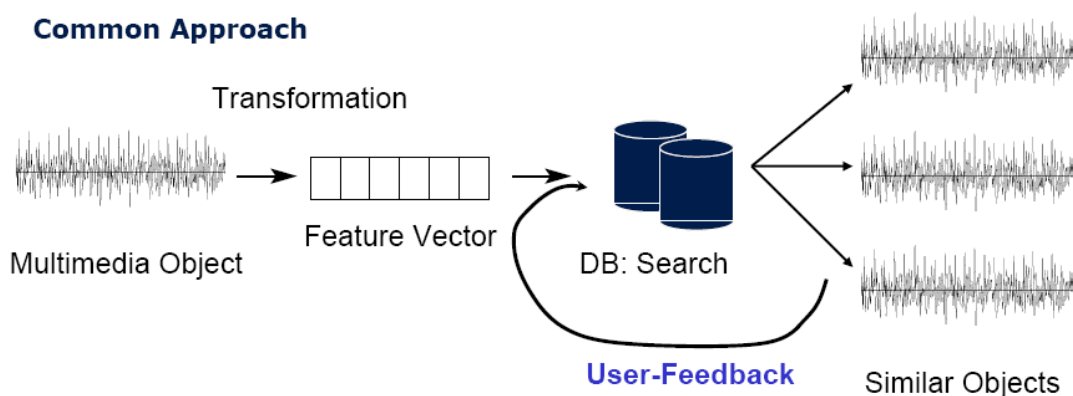 Common Approach
Transformation
Multimedia Object
Feature Vector
DB: Search
User-Feedback
Similar Objects